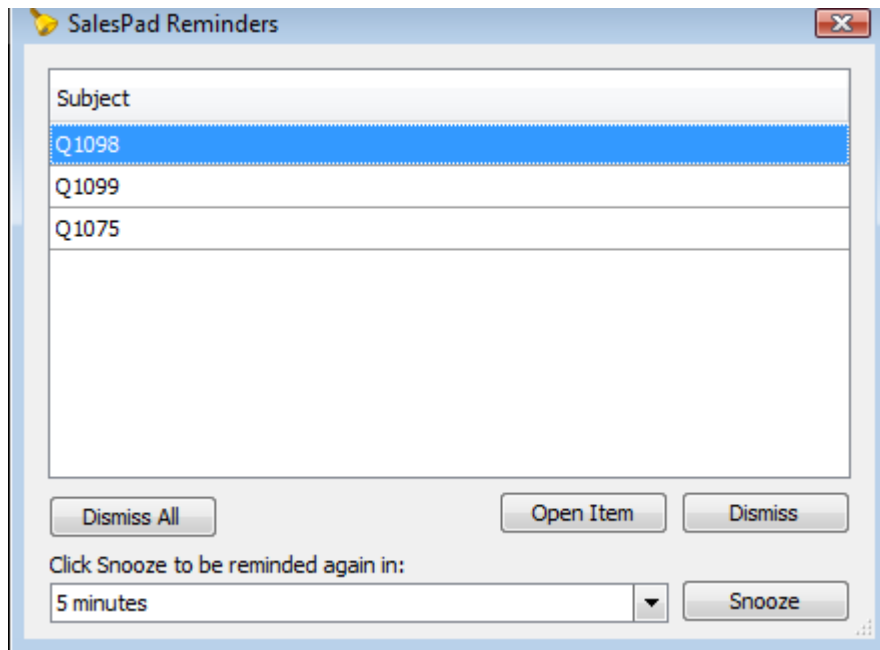 SalesPad Reminders
Subject
Q1098
Q1099
Q1075
Dismiss All
Open Item
Dismiss
Click Snooze to be reminded again in:
5 minutes
Snooze